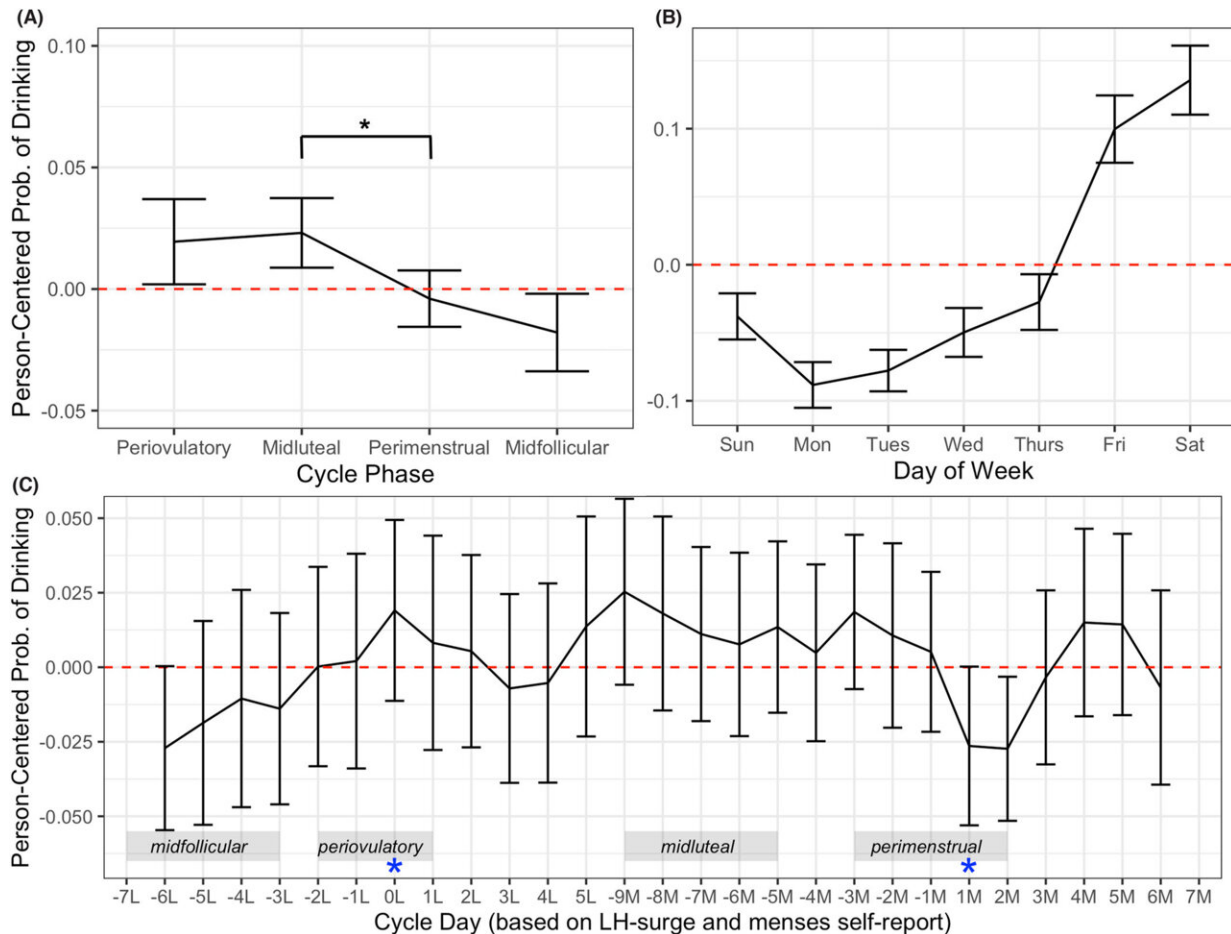 (A)
Person-Centered Prob. of Drinking
0.10
0.05
0.00
-0.05
*
Periovulatory Midluteal Perimenstrual Midfollicular
Cycle Phase
(B)
0.1
0.0
-0.1
Sun Mon Tues Wed Thurs Fri Sat
Day of Week
(C)
Person-Centered Prob. of Drinking
0.050
0.025
0.000
-0.025
-0.050
midfollicular periovulatory midluteal perimenstrual
* *
-7L -6L -5L -4L -3L -2L -1L 0L 1L 2L 3L 4L 5L -9M -8M -7M -6M -5M -4M -3M -2M -1M 1M 2M 3M 4M 5M 6M 7M
Cycle Day (based on LH-surge and menses self-report)